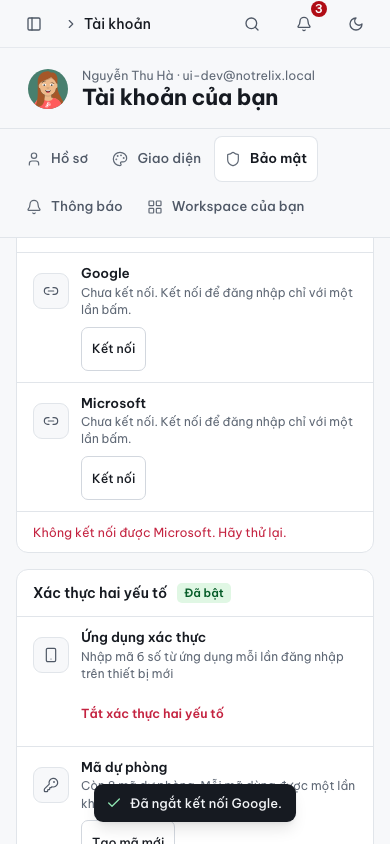 Tài khoản
3
Nguyễn Thu Hà · ui-dev@notrelix.local
Tài khoản của bạn
Hồ sơ
Giao diện
Bảo mật
Thông báo
Workspace của bạn
Google
Chưa kết nối. Kết nối để đăng nhập chỉ với một
lần bấm.
Kết nối
Microsoft
Chưa kết nối. Kết nối để đăng nhập chỉ với một
lần bấm.
Kết nối
Không kết nối được Microsoft. Hãy thử lại.
Xác thực hai yếu tố
Đã bật
Ứng dụng xác thực
Nhập mã 6 số từ ứng dụng mỗi lần đăng nhập
trên thiết bị mới
Tắt xác thực hai yếu tố
Mã dự phòng
một lần
Đã ngắt kết nối Google.
Tạo mã mới